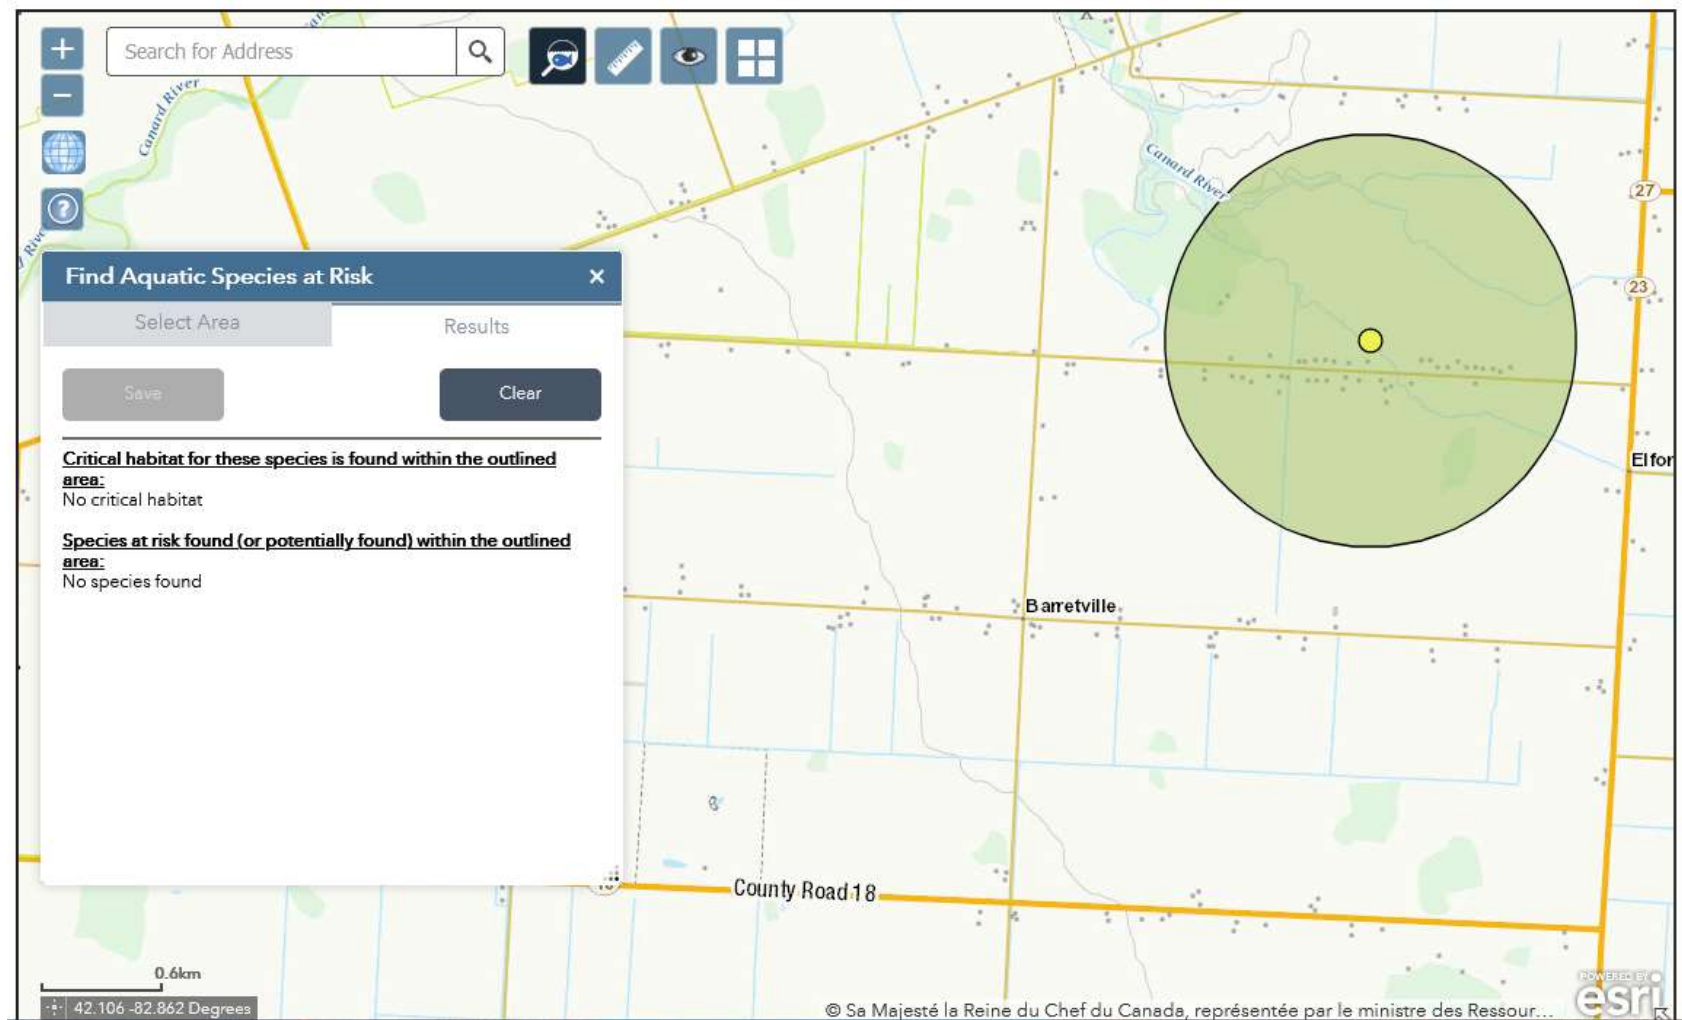 Search for Address
Canard River
Canard River
27
23
Find Aquatic Species at Risk
Select Area
Results
Save
Clear
Critical habitat for these species is found within the outlined
area:
No critical habitat
Species at risk found (or potentially found) within the outlined
area:
No species found
Elfor
Barretville
County Road 18
0.6km
42.106 -82.862 Degrees
© Sa Majesté la Reine du Chef du Canada, représentée par le ministre des Ressour...
POWERED BY
esri